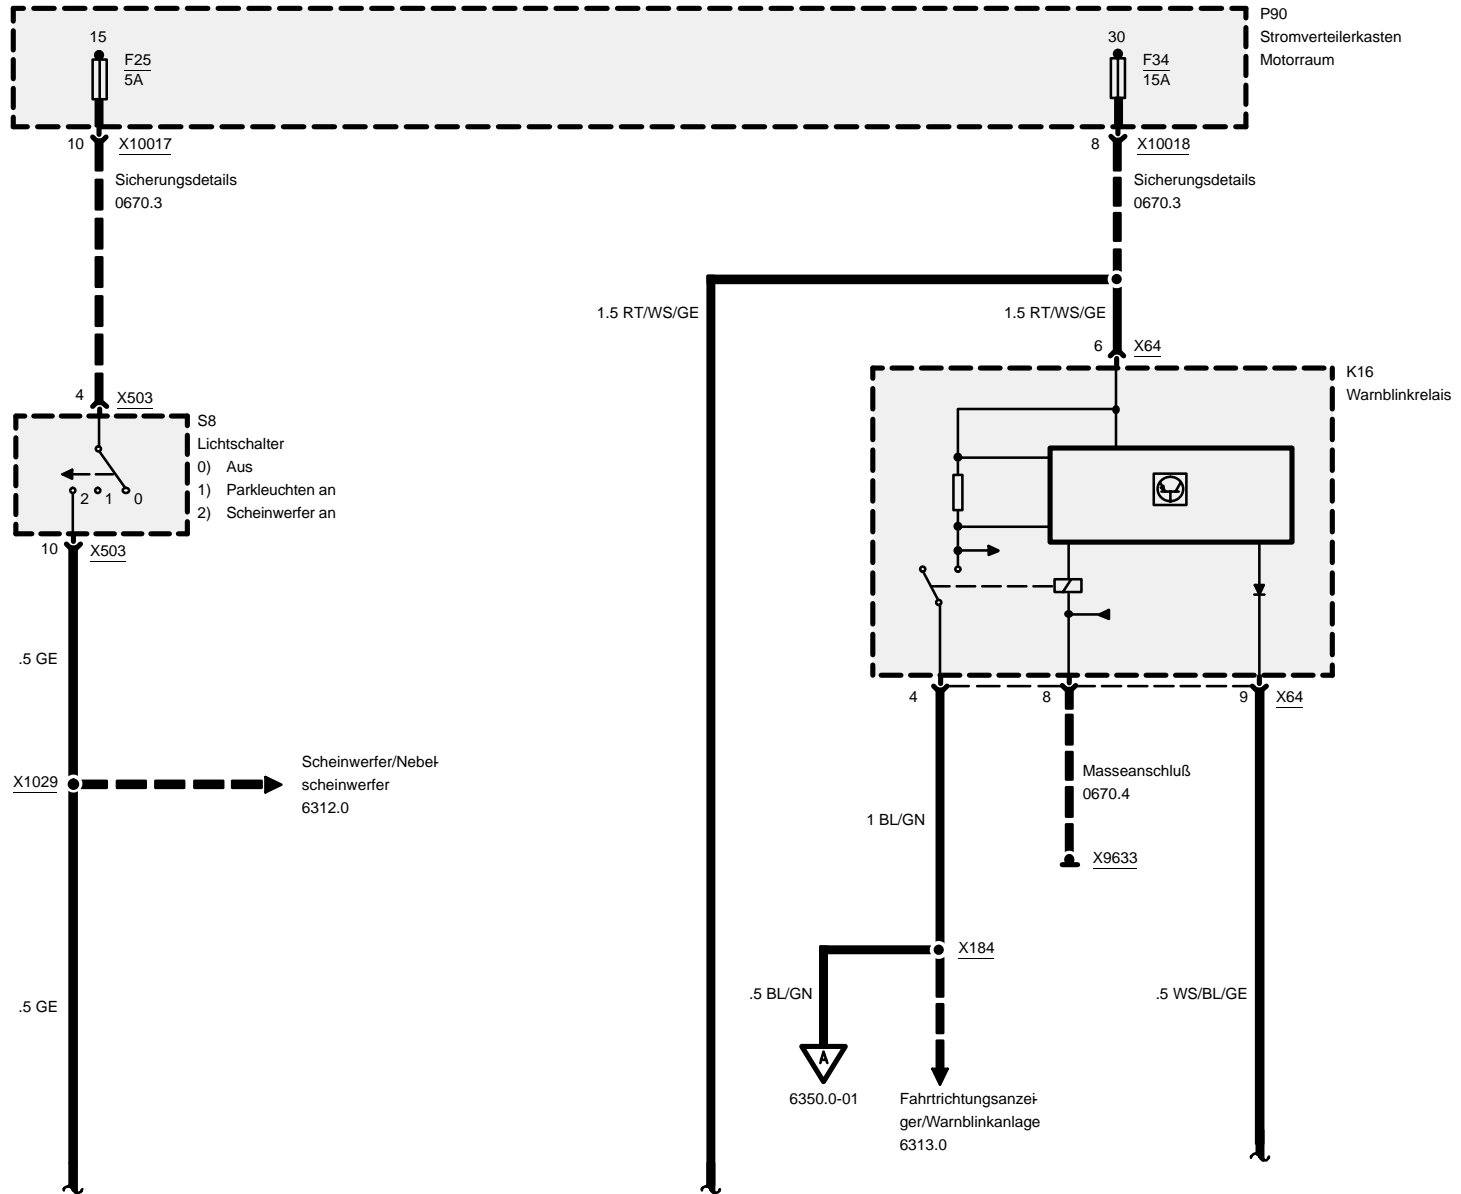 P90
Stromverteilerkasten
Motorraum
15
F25
5A
30
F34
15A
10
X10017
8
X10018
Sicherungsdetails
0670.3
Sicherungsdetails
0670.3
1.5 RT/WS/GE
1.5 RT/WS/GE
6
X64
K16
Warnblinkrelais
4
X503
S8
Lichtschalter
0) Aus
1) Parkleuchten an
2) Scheinwerfer an
2
1
0
10
X503
.5 GE
4
8
9
X64
X1029
Scheinwerfer/Nebel-
scheinwerfer
6312.0
Masseanschluß
0670.4
1 BL/GN
X9633
X184
.5 GE
.5 BL/GN
.5 WS/BL/GE
A
6350.0-01
Fahrtrichtungsanzei-
ger/Warnblinkanlage
6313.0